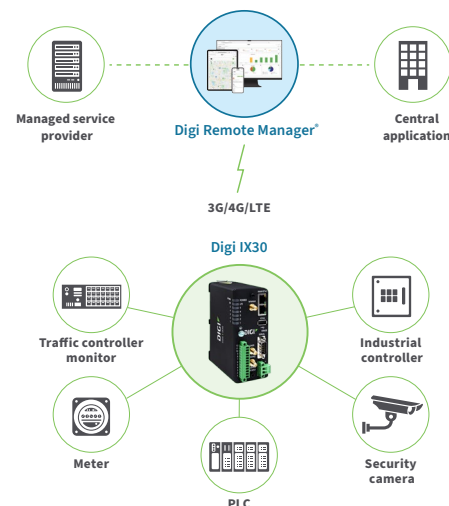 Managed service
provider
Digi Remote Manager®
Central
application
3G/4G/LTE
Digi IX30
DIGI
Traffic controller
monitor
Industrial
controller
Meter
PLC
Security
camera